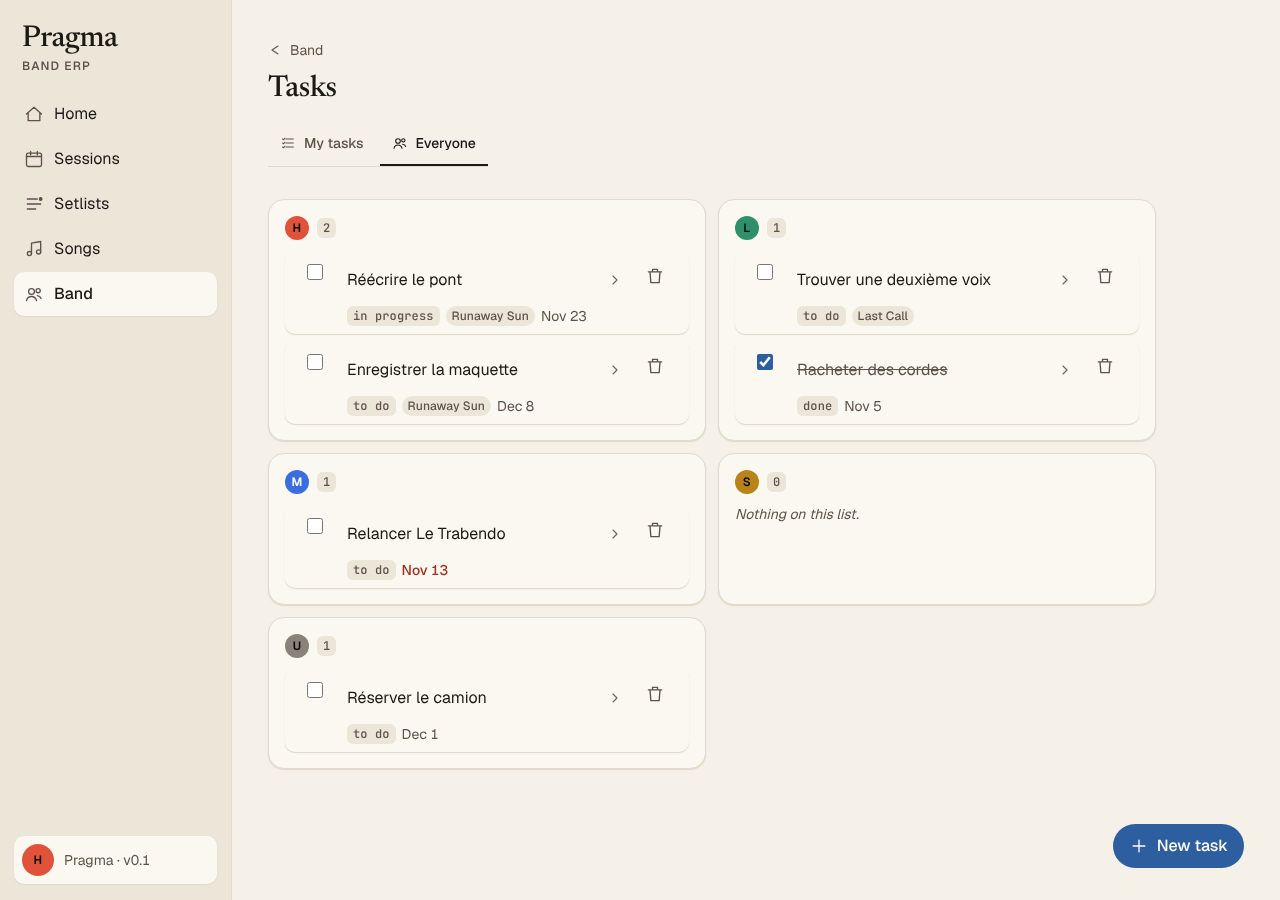 Pragma
BAND ERP
Home
Sessions
Setlists
Songs
Band
H Pragma · v0.1
Band
Tasks
My tasks Everyone
H 2
Réécrire le pont
in progress Runaway Sun Nov 23
Enregistrer la maquette
to do Runaway Sun Dec 8
L 1
Trouver une deuxième voix
to do Last Call
Racheter des cordes
done Nov 5
M 1
Relancer Le Trabendo
to do Nov 13
S 0
Nothing on this list.
U 1
Réserver le camion
to do Dec 1
New task